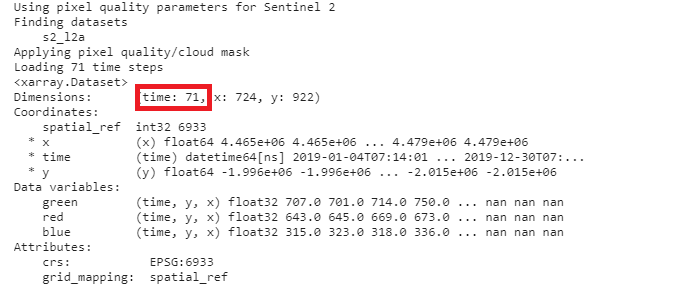 Using pixel quality parameters for Sentinel 2
Finding datasets
    s2_l2a
Applying pixel quality/cloud mask
Loading 71 time steps
<xarray.Dataset>
Dimensions:      (time: 71, x: 724, y: 922)
Coordinates:
    spatial_ref  int32 6933
  * x            (x) float64 4.465e+06 4.465e+06 ... 4.479e+06 4.479e+06
  * time         (time) datetime64[ns] 2019-01-04T07:14:01 ... 2019-12-30T07:...
  * y            (y) float64 -1.996e+06 -1.996e+06 ... -2.015e+06 -2.015e+06
Data variables:
    green        (time, y, x) float32 707.0 701.0 714.0 750.0 ... nan nan nan
    red          (time, y, x) float32 643.0 645.0 669.0 673.0 ... nan nan nan
    blue         (time, y, x) float32 315.0 323.0 318.0 336.0 ... nan nan nan
Attributes:
    crs:           EPSG:6933
    grid_mapping:  spatial_ref